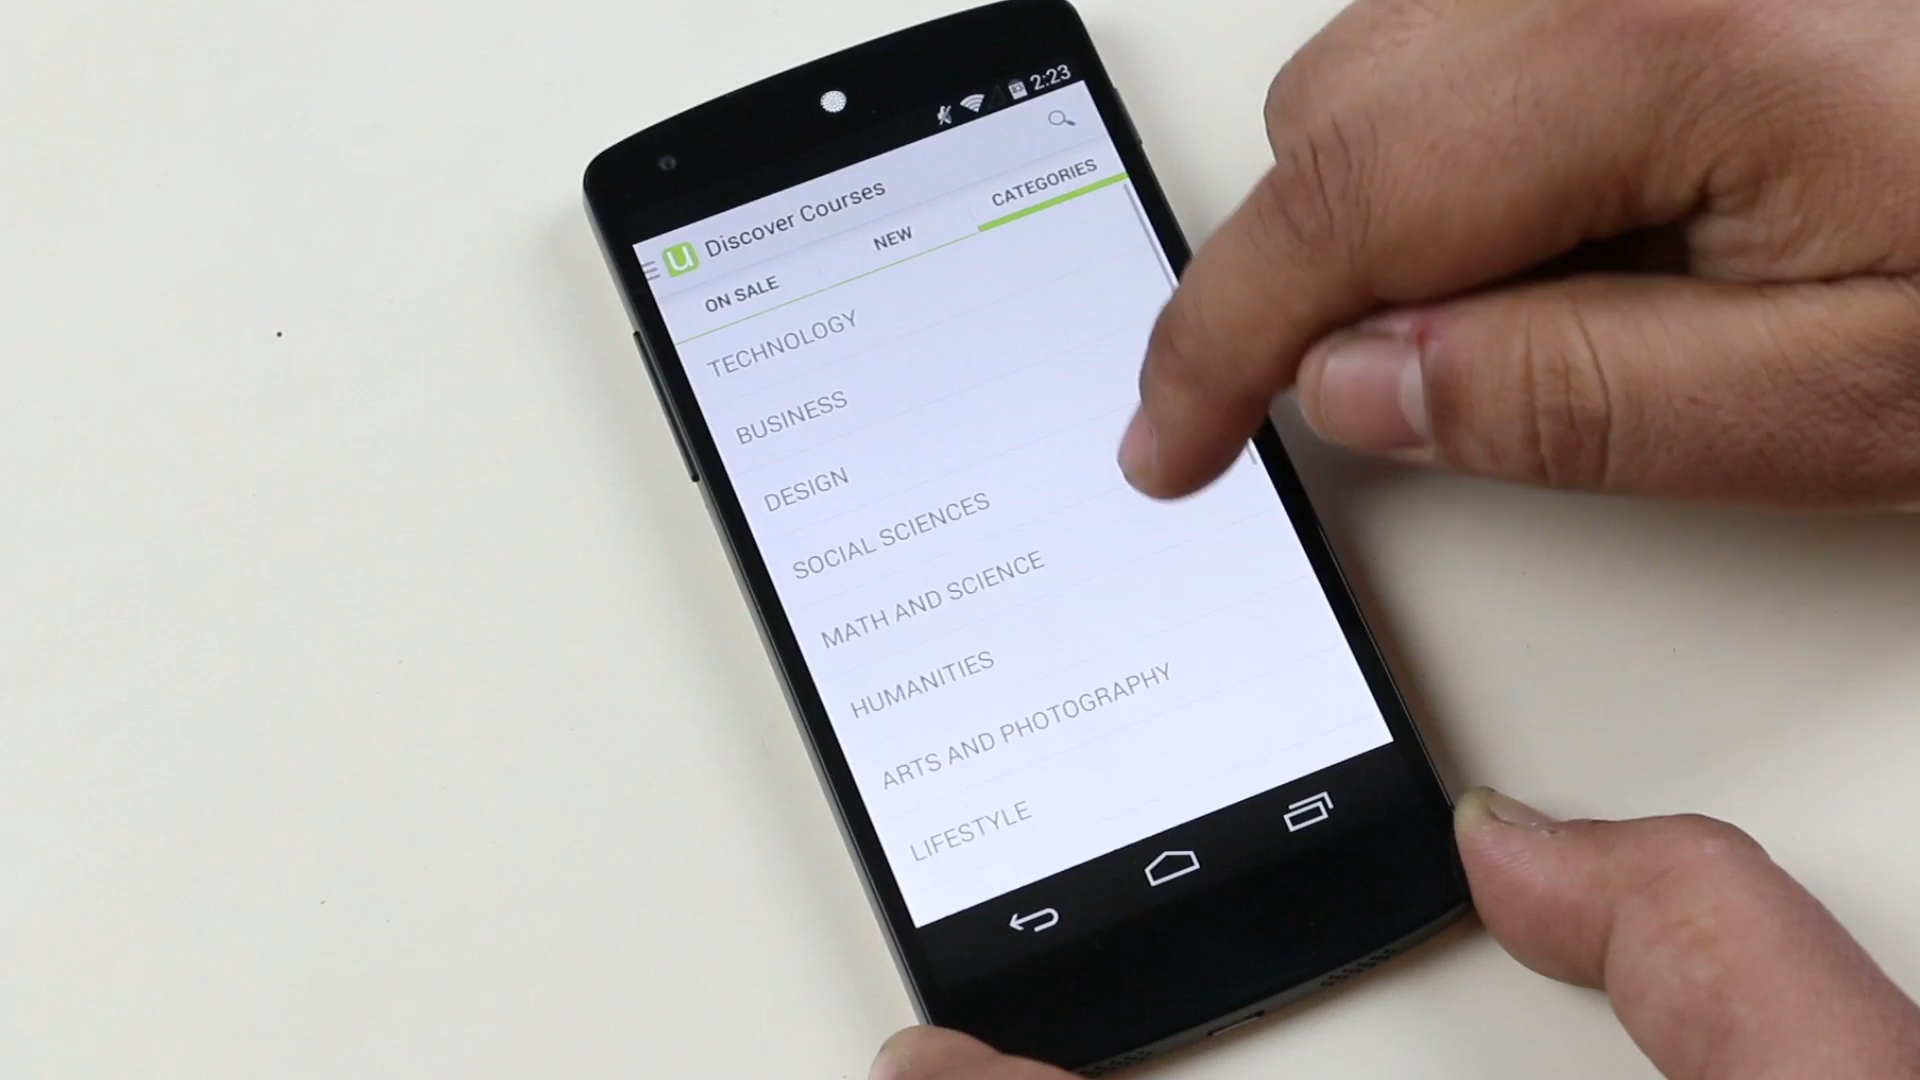 2:23
u Discover Courses
ON SALE NEW CATEGORIES
TECHNOLOGY
BUSINESS
DESIGN
SOCIAL SCIENCES
MATH AND SCIENCE
HUMANITIES
ARTS AND PHOTOGRAPHY
LIFESTYLE